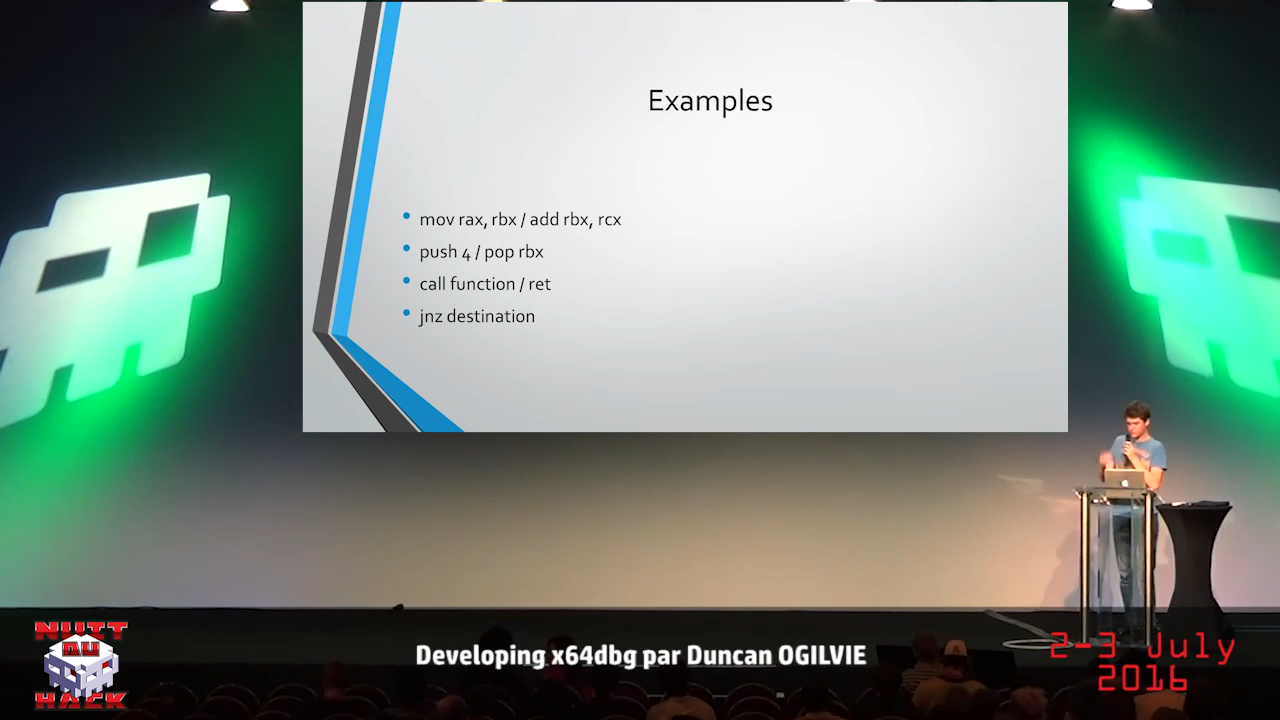 Examples
mov rax, rbx / add rbx, rcx
push 4 / pop rbx
call function / ret
jnz destination
NUIT
DU
HACK
Developing x64dbg par Duncan OGILVIE
2-3 July
2016